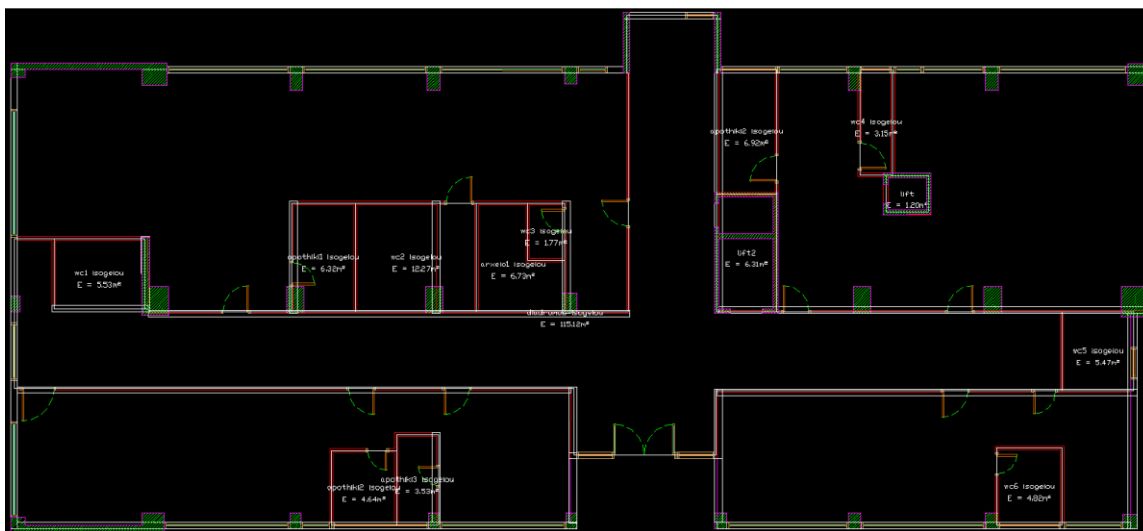 apothiki2 isogeiou
E = 6.92m²
wc4 isogeiou
E = 3.15m²
lift
E = 1.20m²
wc3 isogeiou
E = 1.77m²
apothiki1 isogeiou
E = 6.32m²
wc2 isogeiou
E = 12.27m²
arxeio1 isogeiou
E = 6.73m²
lift2
E = 6.31m²
wc1 isogeiou
E = 5.53m²
diadromos isogeiou
E = 115.12m²
wc5 isogeiou
E = 5.47m²
apothiki3 isogeiou
E = 3.53m²
apothiki2 isogeiou
E = 4.64m²
wc6 isogeiou
E = 4.82m²